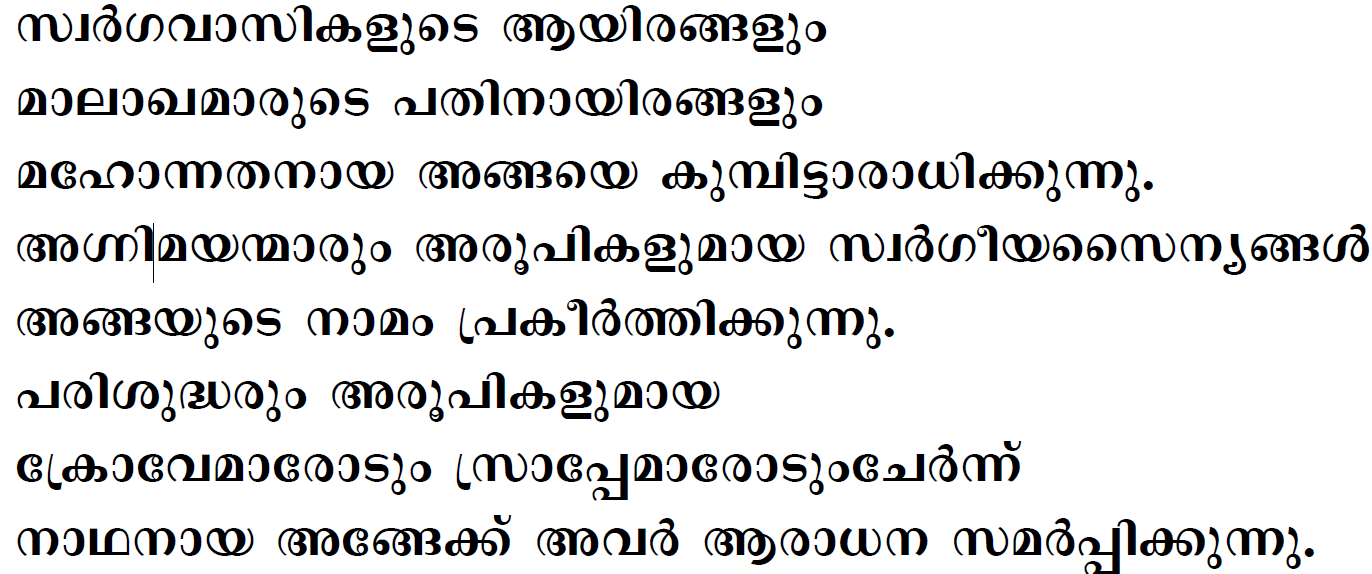 സ്വർഗവാസികളുടെ ആയിരങ്ങളും
മാലാഖമാരുടെ പതിനായിരങ്ങളും
മഹോന്നതനായ അങ്ങയെ കുമ്പിട്ടാരാധിക്കുന്നു.
അഗ്നിമയന്മാരും അരൂപികളുമായ സ്വർഗീയസൈന്യങ്ങൾ
അങ്ങയുടെ നാമം പ്രകീർത്തിക്കുന്നു.
പരിശുദ്ധരും അരൂപികളുമായ
ക്രോവേമാരോടും സ്രാപ്പേമാരോടുംചേർന്ന്
നാഥനായ അങ്ങേക്ക് അവർ ആരാധന സമർപ്പിക്കുന്നു.